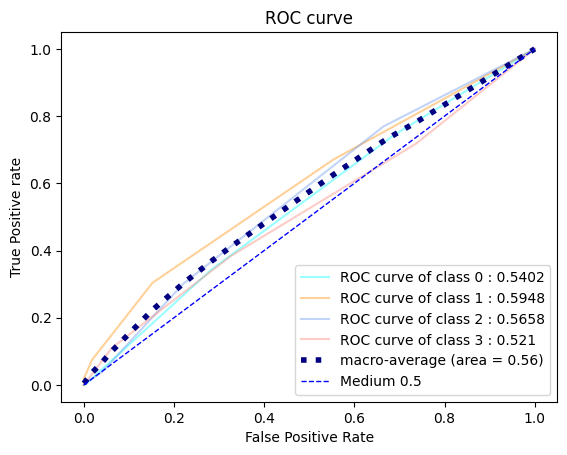 ROC curve
True Positive rate
1.0
0.8
0.6
0.4
0.2
0.0
ROC curve of class 0 : 0.5402
ROC curve of class 1 : 0.5948
ROC curve of class 2 : 0.5658
ROC curve of class 3 : 0.521
macro-average (area = 0.56)
Medium 0.5
0.0 0.2 0.4 0.6 0.8 1.0
False Positive Rate